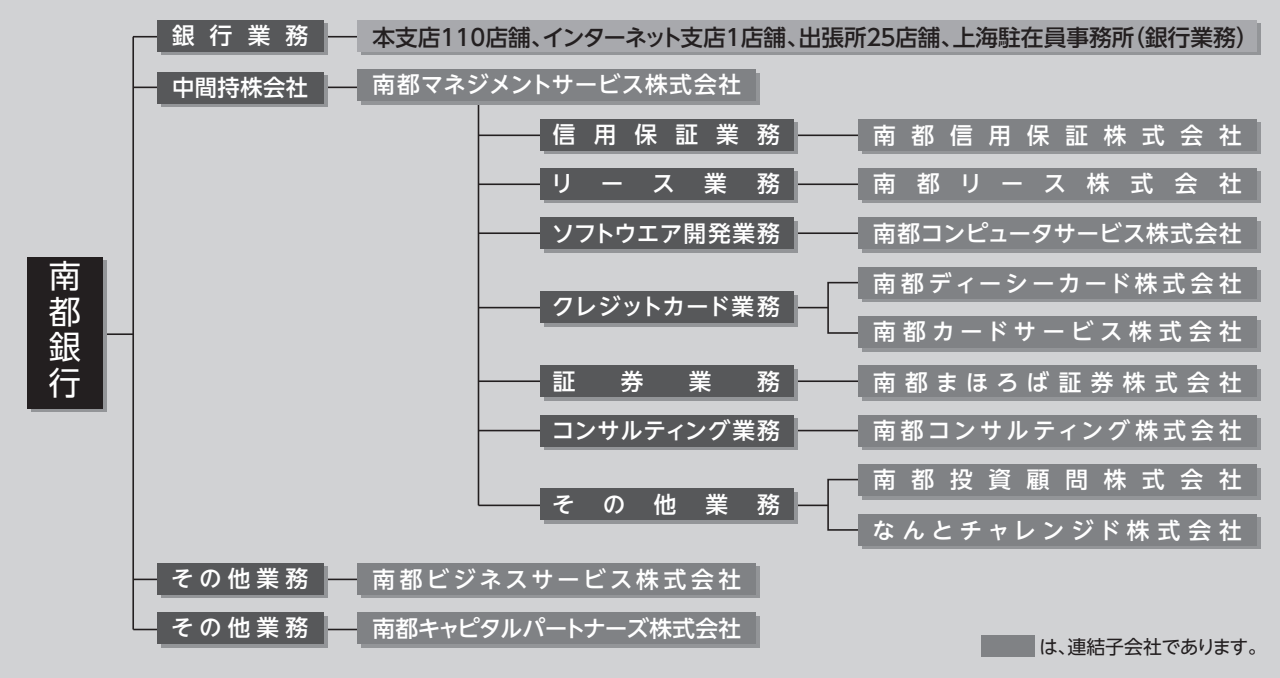 南都銀行
銀行業務
本支店110店舗、インターネット支店1店舗、出張所25店舗、上海駐在員事務所(銀行業務)
中間持株会社
南都マネジメントサービス株式会社
信用保証業務
南都信用保証株式会社
リース業務
南都リース株式会社
ソフトウエア開発業務
南都コンピュータサービス株式会社
クレジットカード業務
南都ディーシーカード株式会社
南都カードサービス株式会社
証券業務
南都まほろば証券株式会社
コンサルティング業務
南都コンサルティング株式会社
その他業務
南都投資顧問株式会社
なんとチャレンジド株式会社
その他業務
南都ビジネスサービス株式会社
その他業務
南都キャピタルパートナーズ株式会社
は、連結子会社であります。